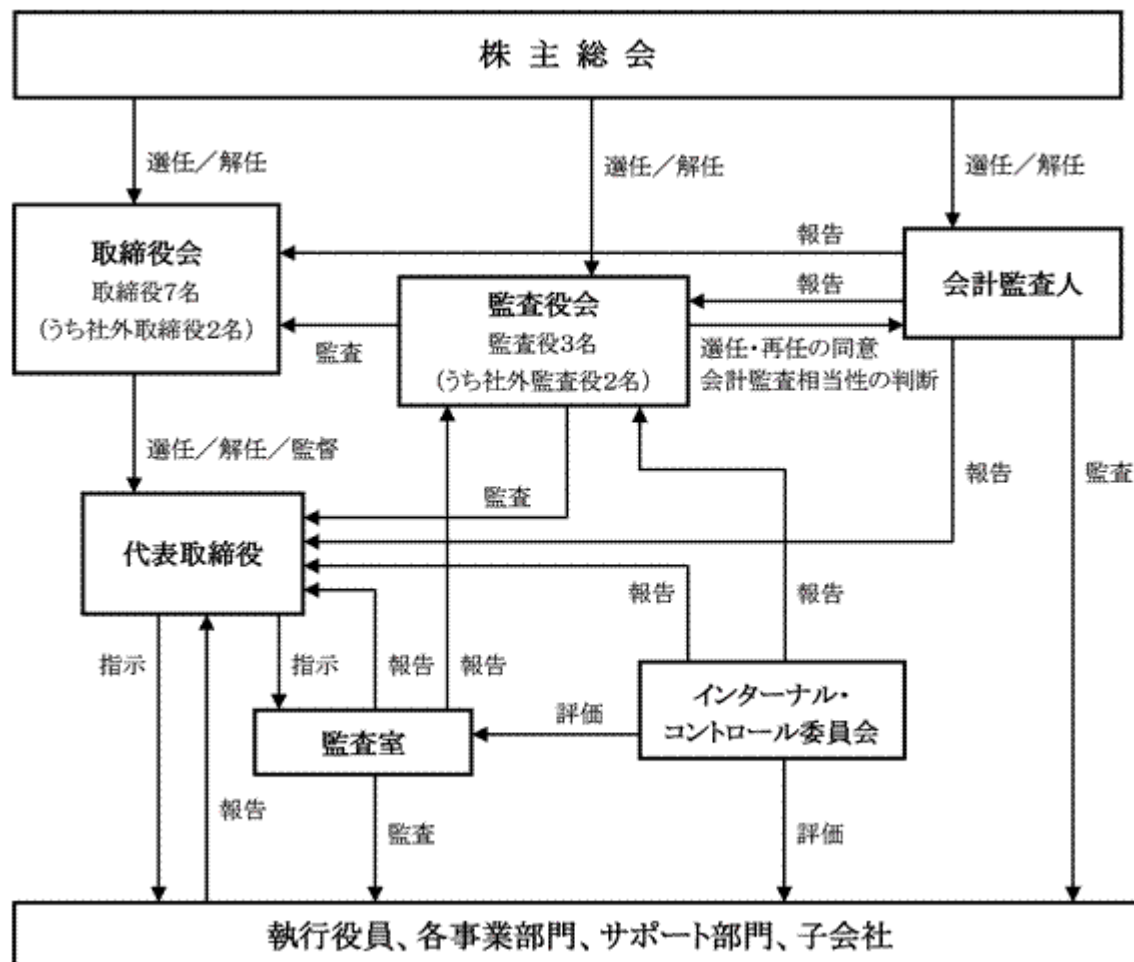 株 主 総 会
選任／解任
選任／解任
選任／解任
取締役会
取締役7名
(うち社外取締役2名)
報告
会計監査人
監査役会
監査役3名
(うち社外監査役2名)
報告
監査
選任・再任の同意
会計監査相当性の判断
選任／解任／監督
監査
報告
監査
代表取締役
報告
報告
指示
指示
報告
報告
インターナル・
コントロール委員会
評価
監査室
報告
監査
評価
執行役員、各事業部門、サポート部門、子会社